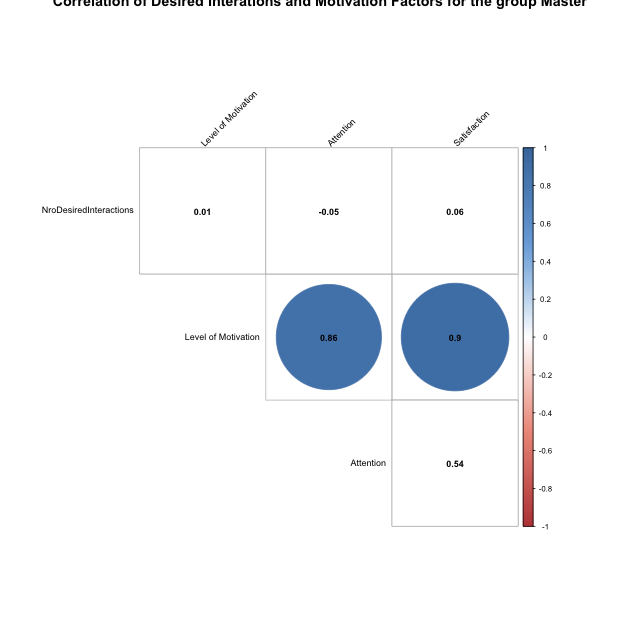 Correlation of Desired Interations and Motivation Factors for the group Master
Level of Motivation
Attention
Satisfaction
NroDesiredInteractions
0.01
-0.05
0.06
Level of Motivation
0.86
0.9
Attention
0.54
1
0.8
0.6
0.4
0.2
0
-0.2
-0.4
-0.6
-0.8
-1